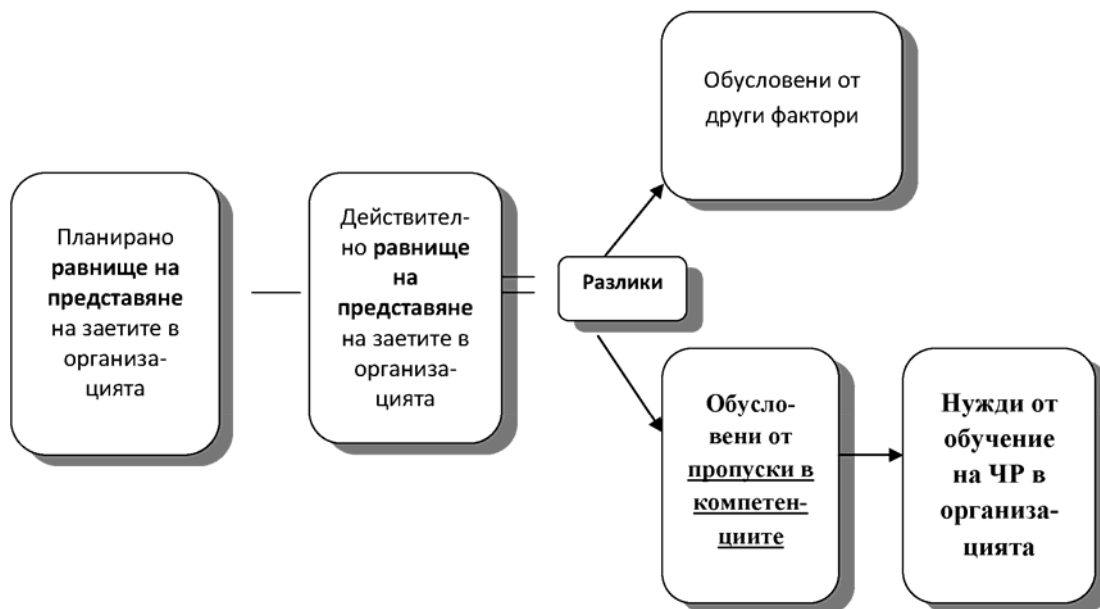 Обусловени от
други фактори
Планирано
равнище на
представяне
на заетите в
организа-
цията
Действител-
но равнище
на
представяне
на заетите в
организа-
цията
Разлики
Обусло-
вени от
пропуски в
компетен-
циите
Нужди от
обучение
на ЧР в
организа-
цията